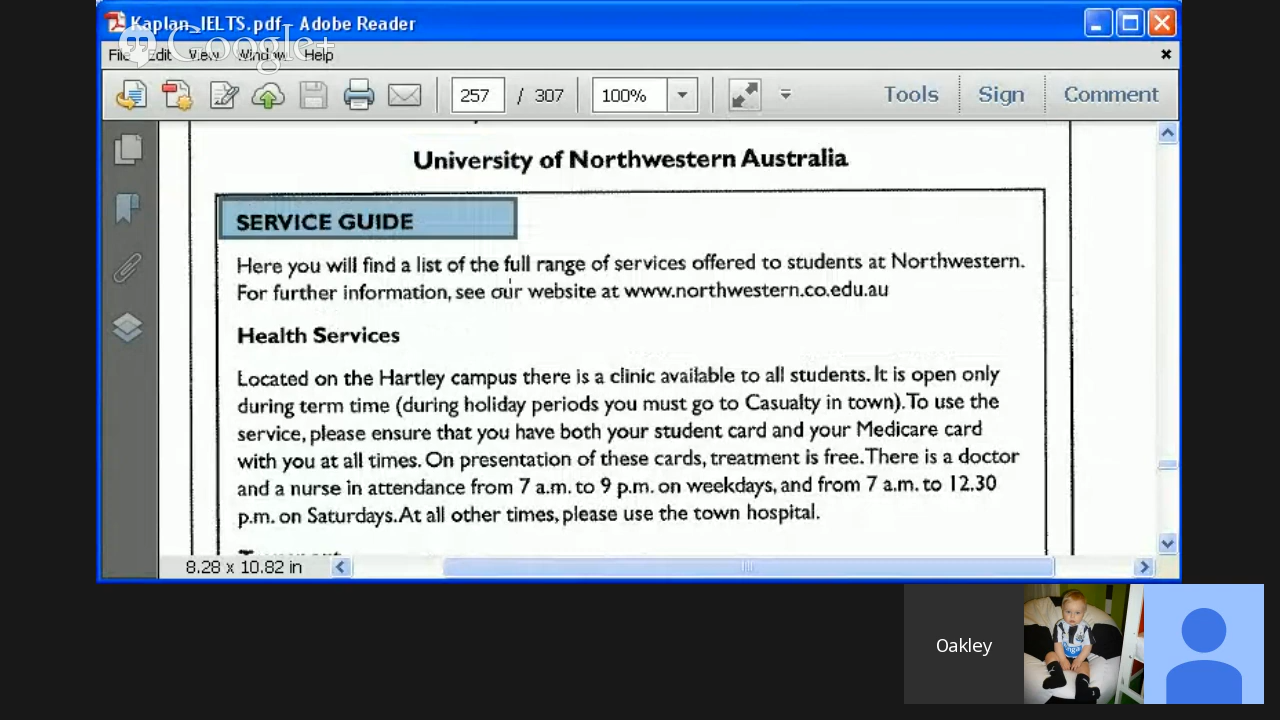 Kaplan_IELTS.pdf - Adobe Reader
Google+
File Edit View Window Help
257 / 307 100% Tools Sign Comment
University of Northwestern Australia
SERVICE GUIDE
Here you will find a list of the full range of services offered to students at Northwestern.
For further information, see our website at www.northwestern.co.edu.au
Health Services
Located on the Hartley campus there is a clinic available to all students. It is open only
during term time (during holiday periods you must go to Casualty in town). To use the
service, please ensure that you have both your student card and your Medicare card
with you at all times. On presentation of these cards, treatment is free. There is a doctor
and a nurse in attendance from 7 a.m. to 9 p.m. on weekdays, and from 7 a.m. to 12.30
p.m. on Saturdays. At all other times, please use the town hospital.
8.28 x 10.82 in
Oakley